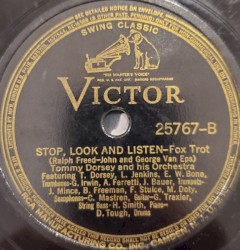 SWING CLASSIC
"HIS MASTER'S VOICE"
VICTOR
25767-B
STOP, LOOK AND LISTEN-Fox Trot
(Ralph Freed-John and George Van Eps)
Tommy Dorsey and his Orchestra
Featuring T. Dorsey, L. Jenkins, E. W. Bone,
Trombones-G. Irwin, A. Ferretti, J. Bauer, Trumpets-
J. Mince, B. Freeman, F. Stulce, M. Doty,
Saxophones-C. Mastren, Guitar-G. Traxler,
String Bass-H. Smith, Piano-
D. Tough, Drums